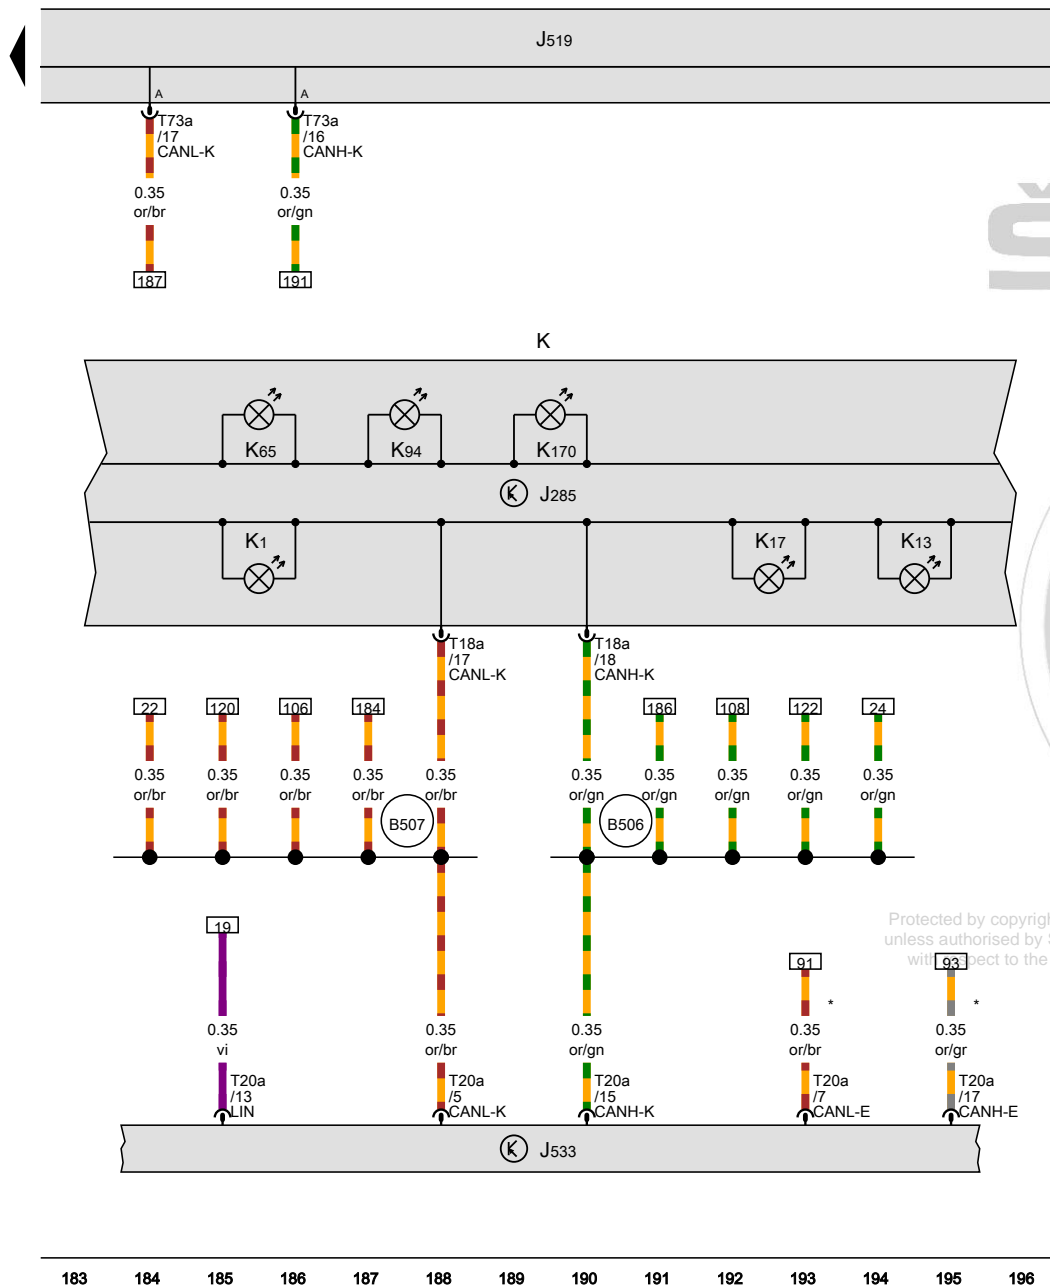 J519
A A
T73a
/17
CANL-K
T73a
/16
CANH-K
0.35
or/br
0.35
or/gn
187
191
K
K65
K94
K170
J285
K1
K17
K13
T18a
/17
CANL-K
T18a
/18
CANH-K
22 120 106 184 186 108 122 24
0.35 0.35 0.35 0.35 0.35 0.35 0.35 0.35 0.35 0.35
or/br or/br or/br or/br or/br or/gn or/gn or/gn or/gn or/gn
B507
B506
Protected by copyrigh
unless authorised by S
with respect to the
19
91
93
* *
0.35 0.35 0.35 0.35 0.35
vi or/br or/gn or/br or/gr
T20a
/13
LIN
T20a
/5
CANL-K
T20a
/15
CANH-K
T20a
/7
CANL-E
T20a
/17
CANH-E
J533
183 184 185 186 187 188 189 190 191 192 193 194 195 196